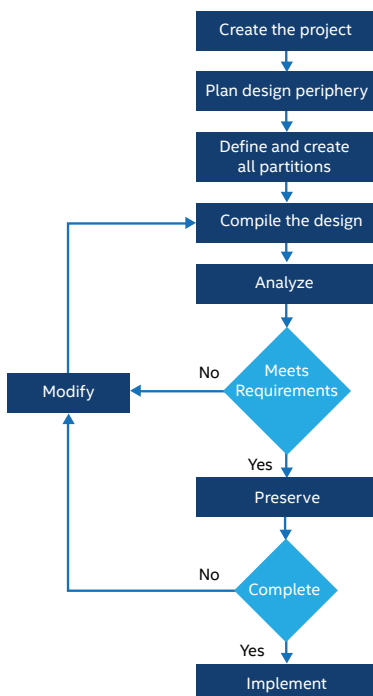 Create the project
Plan design periphery
Define and create
all partitions
Compile the design
Analyze
Meets
Requirements
No
Modify
Yes
Preserve
No
Complete
Yes
Implement